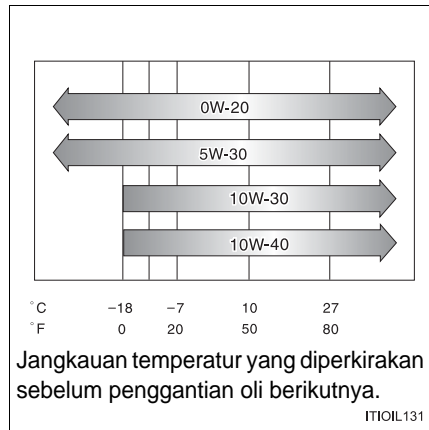 0W-20
5W-30
10W-30
10W-40
°C −18 −7 10 27
°F 0 20 50 80
Jangkauan temperatur yang diperkirakan
sebelum penggantian oli berikutnya.
ITIOIL131